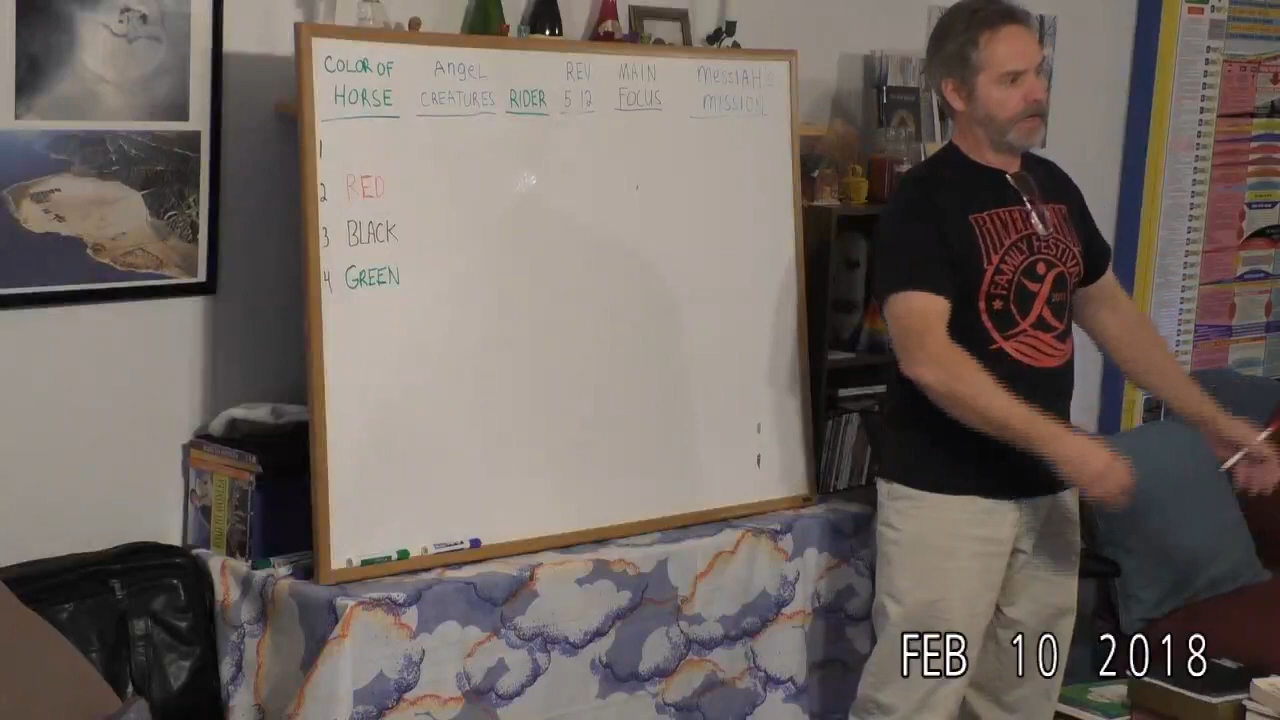 COLOR OF
HORSE
ANGEL
CREATURES
RIDER
REV
5 12
MAIN
FOCUS
MESSIAH'S
MISSION
1
2 RED
3 BLACK
4 GREEN
FAMILY FESTIVAL
FEB 10 2018